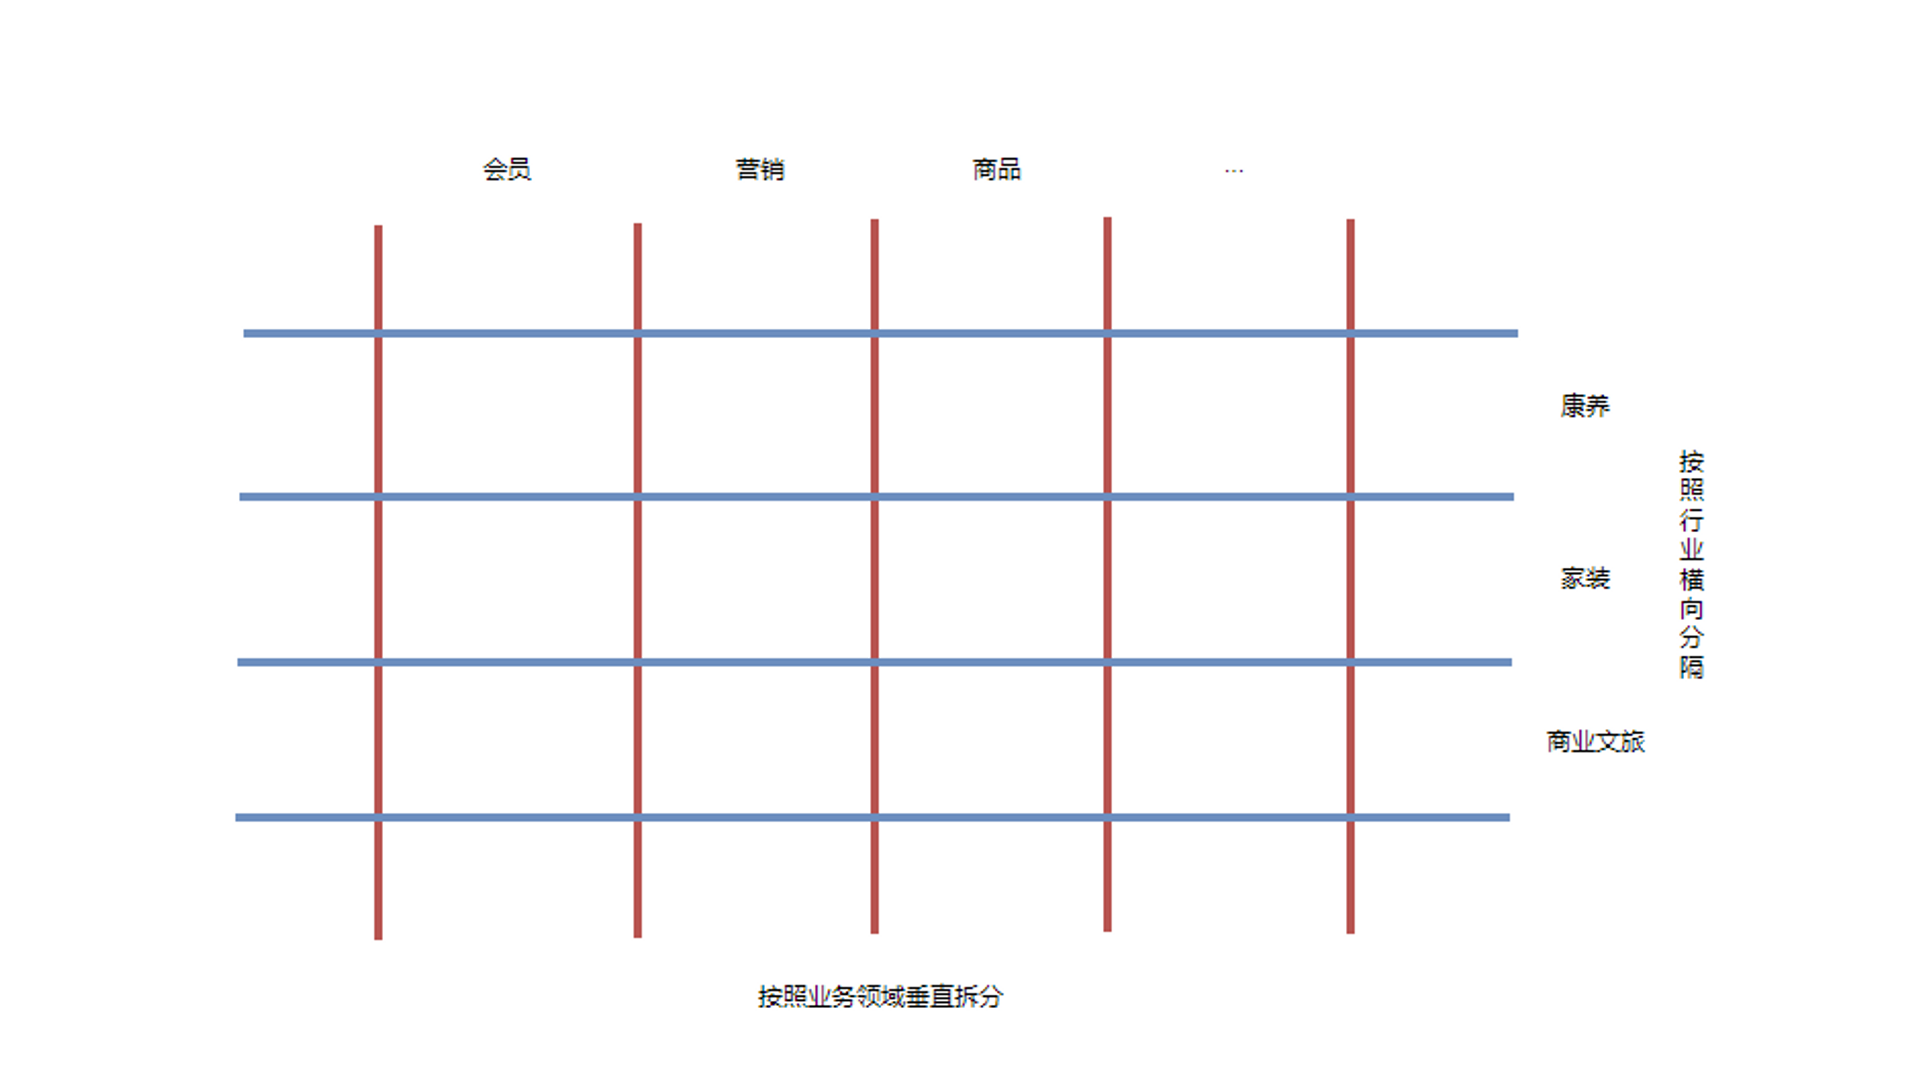 会员
营销
商品
...
康养
家装
商业文旅
按照行业横向分隔
按照业务领域垂直拆分